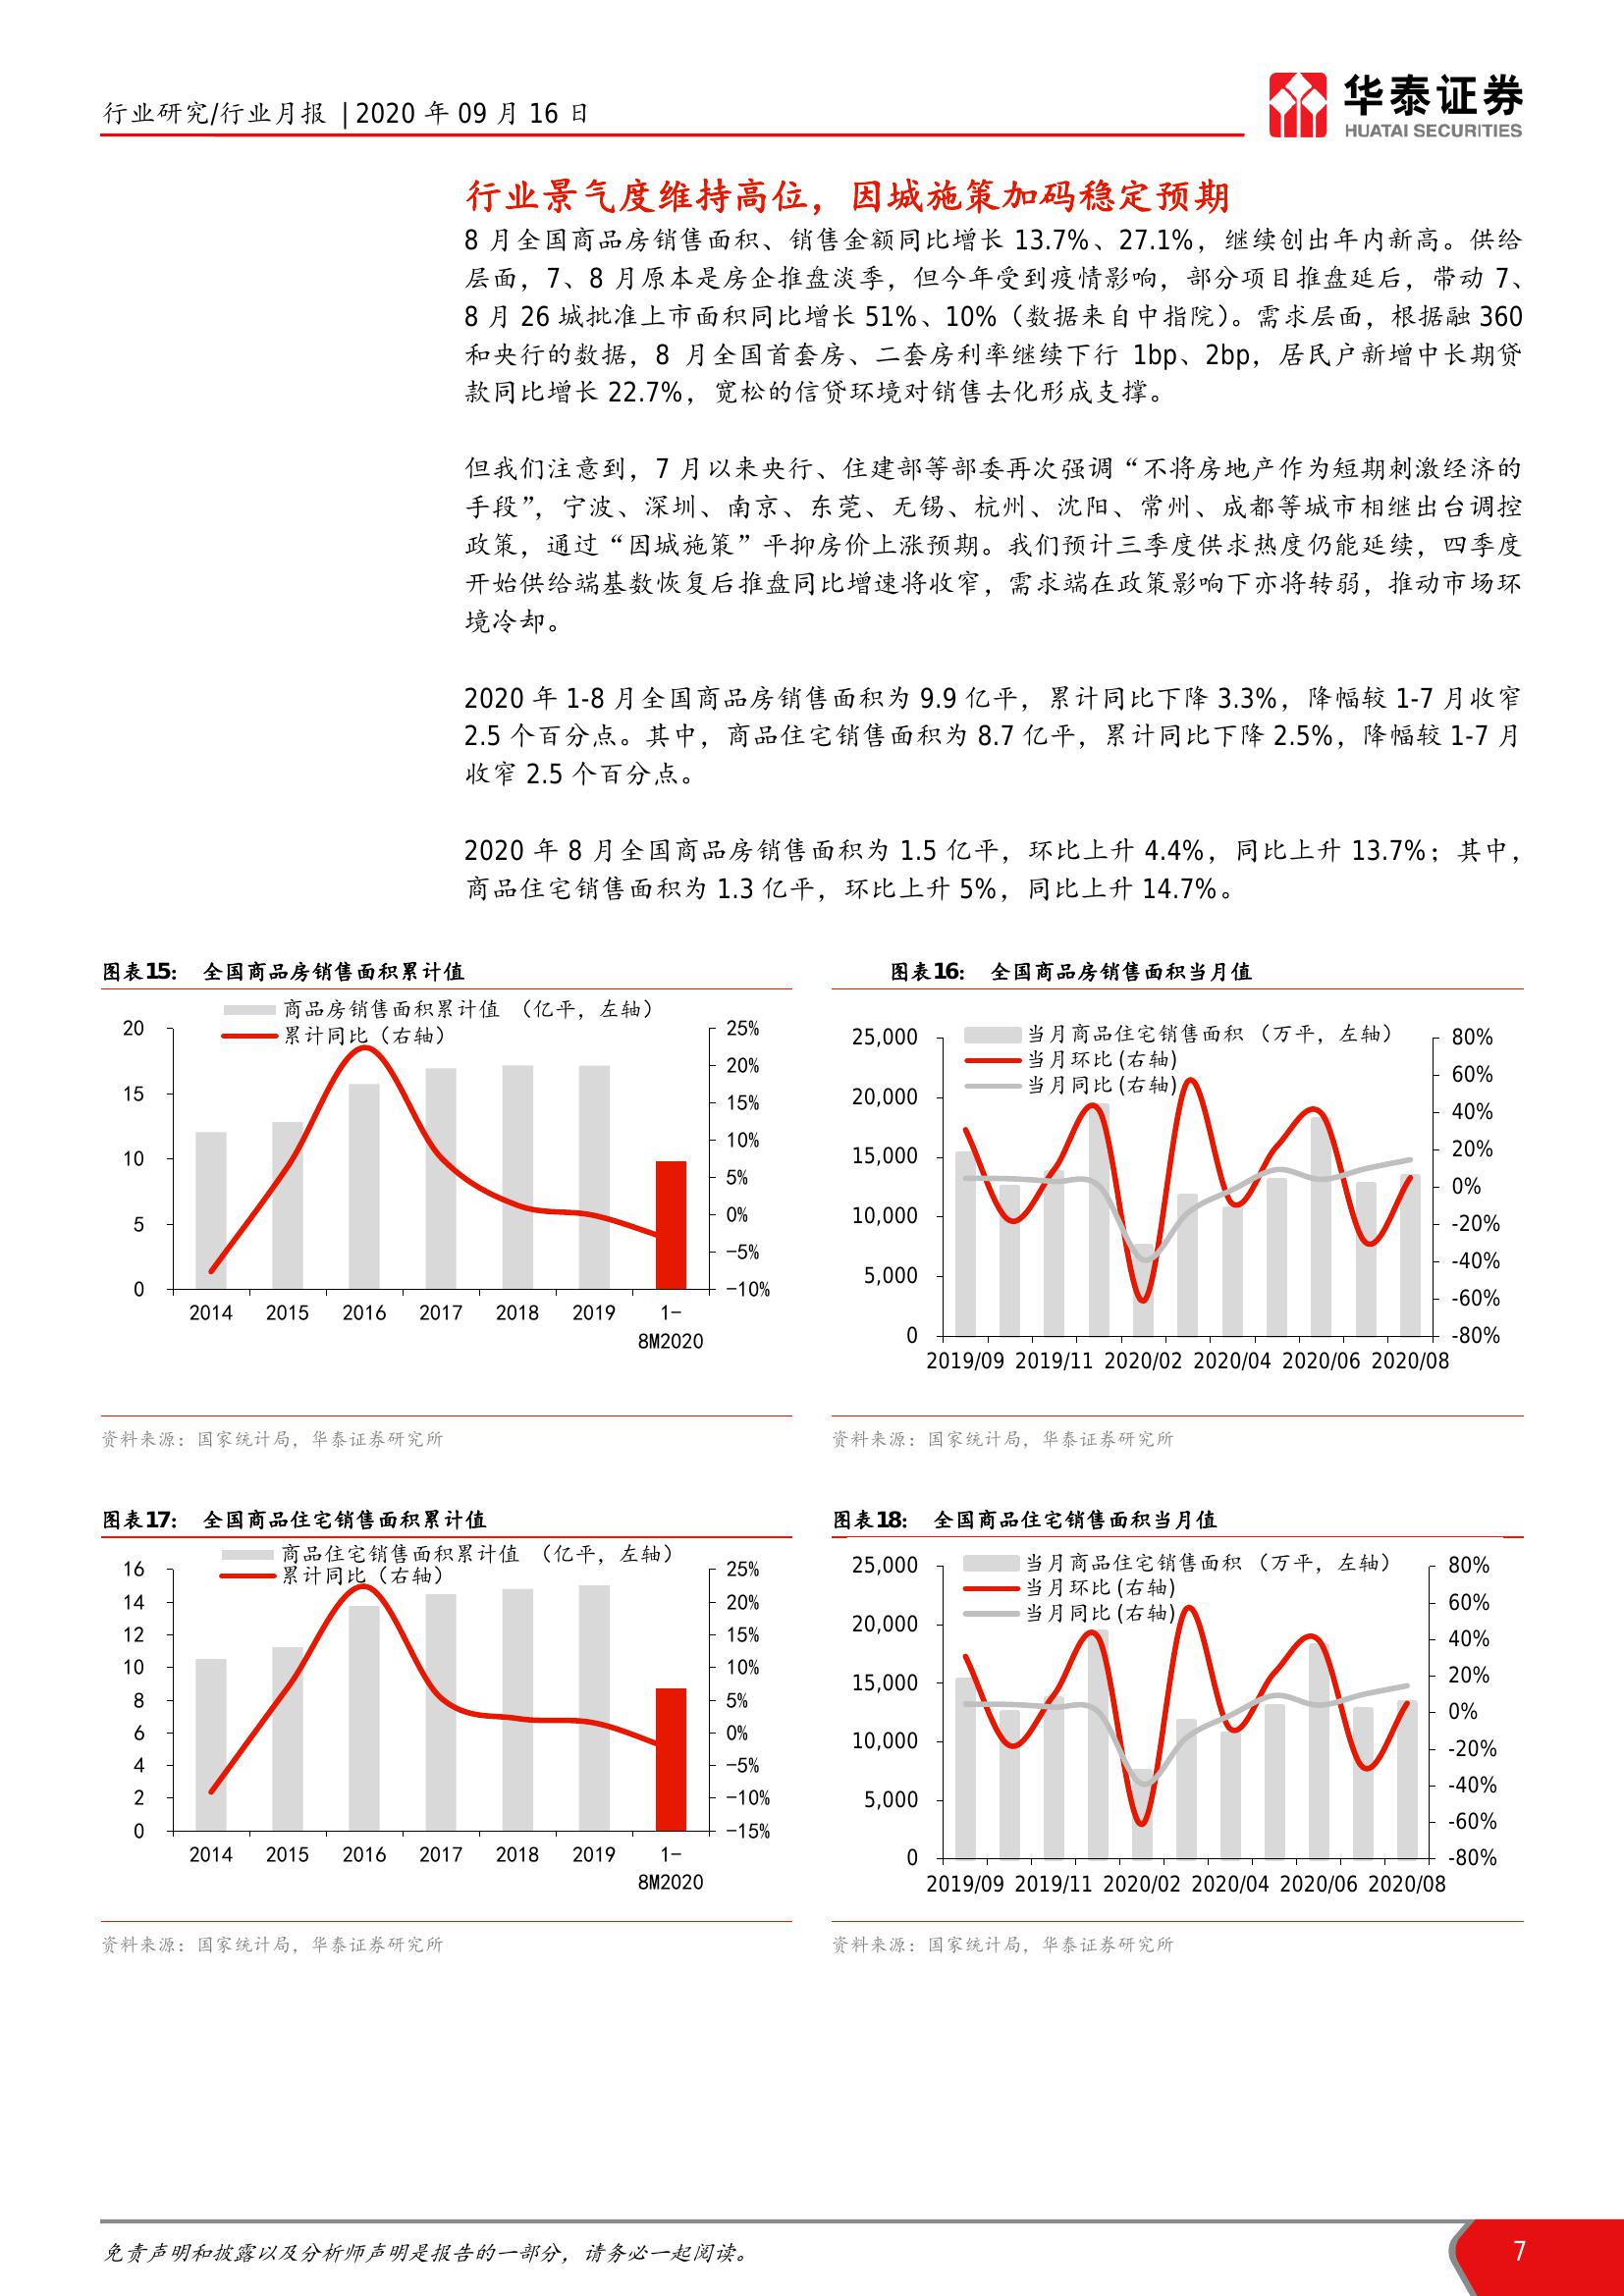 行业研究/行业月报 | 2020 年 09 月 16 日
华泰证券
HUATAI SECURITIES
行业景气度维持高位，因城施策加码稳定预期
8 月全国商品房销售面积、销售金额同比增长 13.7%、27.1%，继续创出年内新高。供给
层面，7、8 月原本是房企推盘淡季，但今年受到疫情影响，部分项目推盘延后，带动 7、
8 月 26 城批准上市面积同比增长 51%、10%（数据来自中指院）。需求层面，根据融 360
和央行的数据，8 月全国首套房、二套房利率继续下行 1bp、2bp，居民户新增中长期贷
款同比增长 22.7%，宽松的信贷环境对销售去化形成支撑。
但我们注意到，7 月以来央行、住建部等部委再次强调“不将房地产作为短期刺激经济的
手段”，宁波、深圳、南京、东莞、无锡、杭州、沈阳、常州、成都等城市相继出台调控
政策，通过“因城施策”平抑房价上涨预期。我们预计三季度供求热度仍能延续，四季度
开始供给端基数恢复后推盘同比增速将收窄，需求端在政策影响下亦将转弱，推动市场环
境冷却。
2020 年 1-8 月全国商品房销售面积为 9.9 亿平，累计同比下降 3.3%，降幅较 1-7 月收窄
2.5 个百分点。其中，商品住宅销售面积为 8.7 亿平，累计同比下降 2.5%，降幅较 1-7 月
收窄 2.5 个百分点。
2020 年 8 月全国商品房销售面积为 1.5 亿平，环比上升 4.4%，同比上升 13.7%；其中，
商品住宅销售面积为 1.3 亿平，环比上升 5%，同比上升 14.7%。
图表15： 全国商品房销售面积累计值
商品房销售面积累计值 （亿平，左轴）
累计同比（右轴）
20
15
10
5
0
25%
20%
15%
10%
5%
0%
−5%
−10%
2014 2015 2016 2017 2018 2019 1−
8M2020
资料来源：国家统计局，华泰证券研究所
图表16： 全国商品房销售面积当月值
当月商品住宅销售面积 （万平，左轴）
当月环比 (右轴)
当月同比 (右轴)
25,000
20,000
15,000
10,000
5,000
0
80%
60%
40%
20%
0%
-20%
-40%
-60%
-80%
2019/09 2019/11 2020/02 2020/04 2020/06 2020/08
资料来源：国家统计局，华泰证券研究所
图表17： 全国商品住宅销售面积累计值
商品住宅销售面积累计值 （亿平，左轴）
累计同比（右轴）
16
14
12
10
8
6
4
2
0
25%
20%
15%
10%
5%
0%
−5%
−10%
−15%
2014 2015 2016 2017 2018 2019 1−
8M2020
资料来源：国家统计局，华泰证券研究所
图表18： 全国商品住宅销售面积当月值
当月商品住宅销售面积 （万平，左轴）
当月环比 (右轴)
当月同比 (右轴)
25,000
20,000
15,000
10,000
5,000
0
80%
60%
40%
20%
0%
-20%
-40%
-60%
-80%
2019/09 2019/11 2020/02 2020/04 2020/06 2020/08
资料来源：国家统计局，华泰证券研究所
免责声明和披露以及分析师声明是报告的一部分，请务必一起阅读。
7